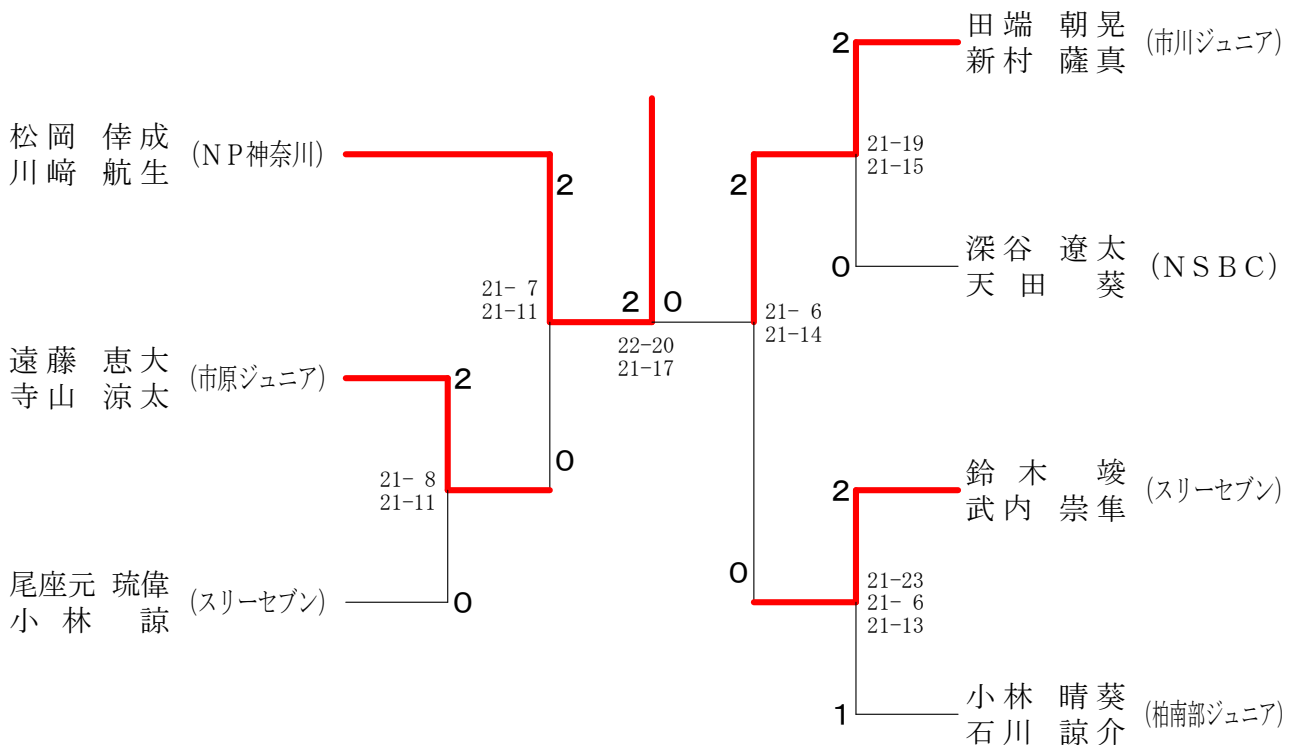 松岡 倖成
川﨑 航生
(NP神奈川)
2
21- 7
21-11
遠藤 恵大
寺山 涼太
(市原ジュニア)
2
21- 8
21-11
0
尾座元 琉偉
小林 諒
(スリーセブン)
0
2 0
22-20
21-17
田端 朝晃
新村 薩真
(市川ジュニア)
2
21-19
21-15
2
深谷 遼太
天田 葵
(NSBC)
0
21- 6
21-14
鈴木 竣
武内 崇隼
(スリーセブン)
2
0
21-23
21- 6
21-13
小林 晴葵
石川 諒介
(柏南部ジュニア)
1